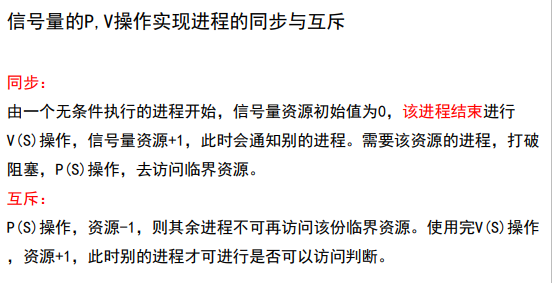 信号量的P,V操作实现进程的同步与互斥
同步:
由一个无条件执行的进程开始，信号量资源初始值为0，该进程结束进行
V(S)操作，信号量资源+1，此时会通知别的进程。需要该资源的进程，打破
阻塞，P(S)操作，去访问临界资源。
互斥:
P(S)操作，资源-1，则其余进程不可再访问该份临界资源。使用完V(S)操作
，资源+1，此时别的进程才可进行是否可以访问判断。